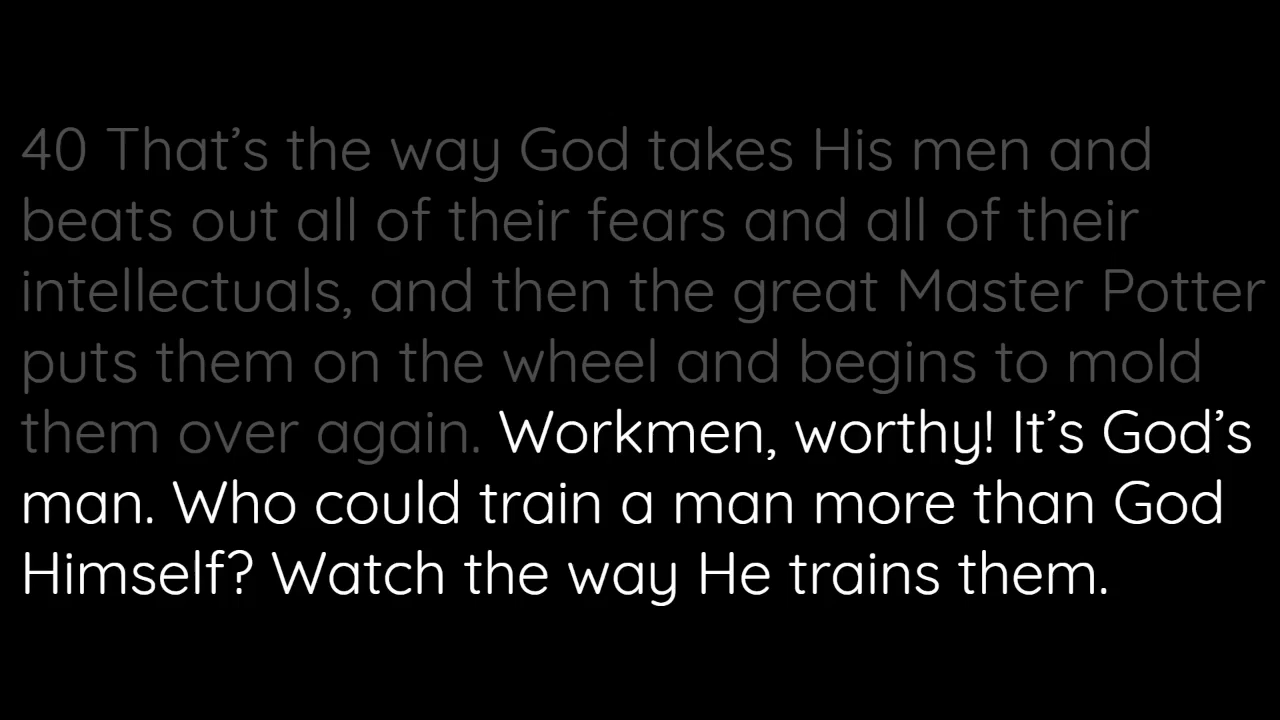 40 That’s the way God takes His men and
beats out all of their fears and all of their
intellectuals, and then the great Master Potter
puts them on the wheel and begins to mold
them over again. Workmen, worthy! It’s God’s
man. Who could train a man more than God
Himself? Watch the way He trains them.